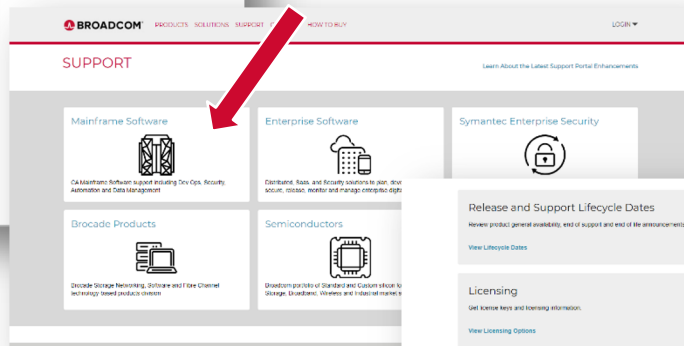 BROADCOM PRODUCTS SOLUTIONS SUPPORT HOW TO BUY LOGIN
SUPPORT
Learn About the Latest Support Portal Enhancements
Mainframe Software
CA Mainframe Software support including Dev Ops, Security,
Automation and Data Management
Enterprise Software
Distributed, SaaS, and Security solutions to plan,
secure, release, monitor and manage enterprise
Symantec Enterprise Security
Brocade Products
Brocade Storage Networking, Software and Fibre Channel
technology based products division
Semiconductors
Broadcom portfolio of Standard and Custom silicon
Storage, Broadband, Wireless and Industrial market
Release and Support Lifecycle Dates
Review product general availability, end of support and end of life announcements
View Lifecycle Dates
Licensing
Get license keys and licensing information.
View Licensing Options